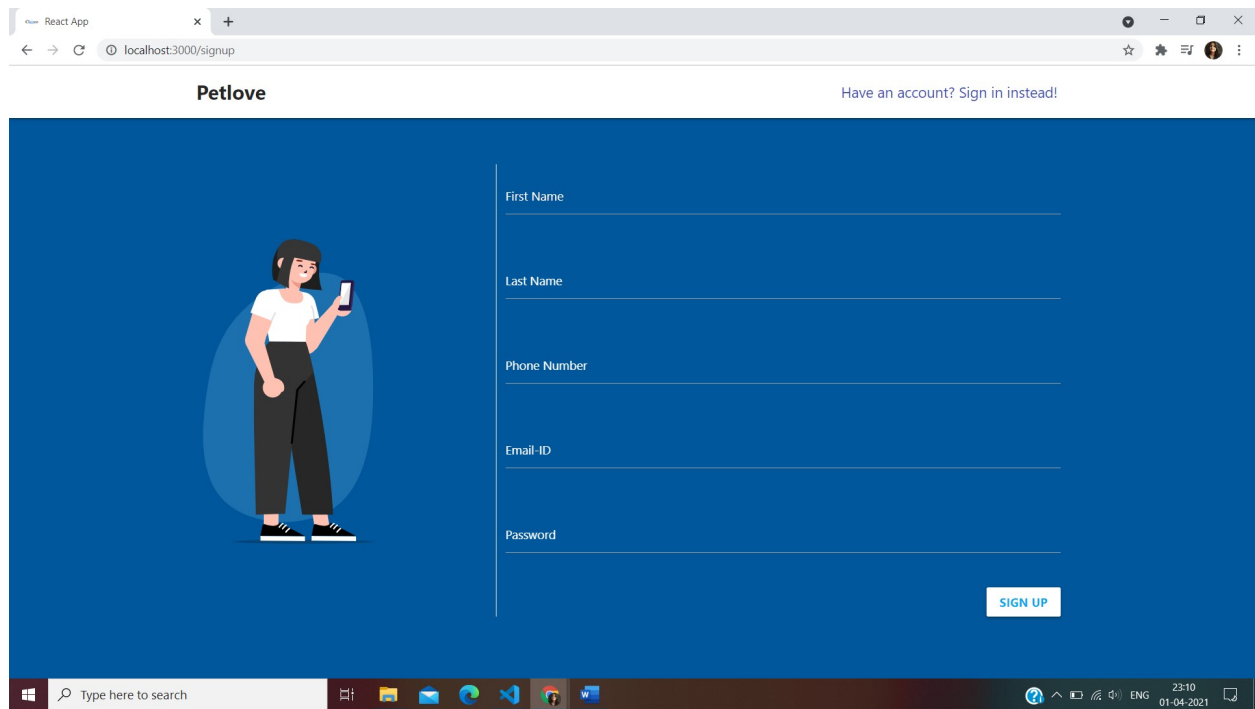 React App
localhost:3000/signup
Petlove
Have an account? Sign in instead!
First Name
Last Name
Phone Number
Email-ID
Password
SIGN UP
Type here to search
W
ENG
23:10
01-04-2021